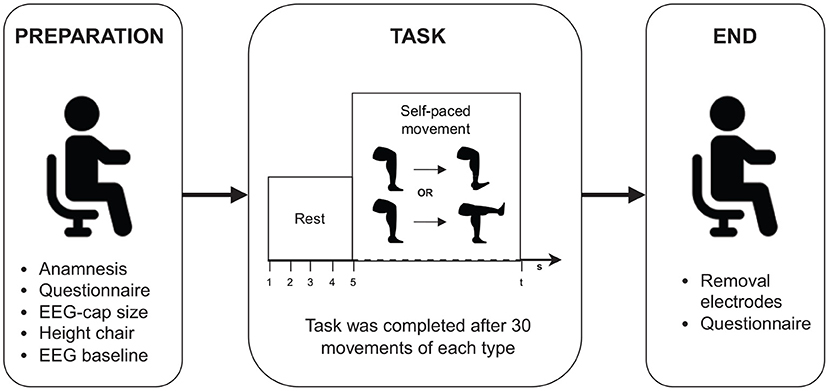 PREPARATION
• Anamnesis
• Questionnaire
• EEG-cap size
• Height chair
• EEG baseline
TASK
Self-paced
movement
OR
Rest
s
1 2 3 4 5 t
Task was completed after 30
movements of each type
END
• Removal
electrodes
• Questionnaire